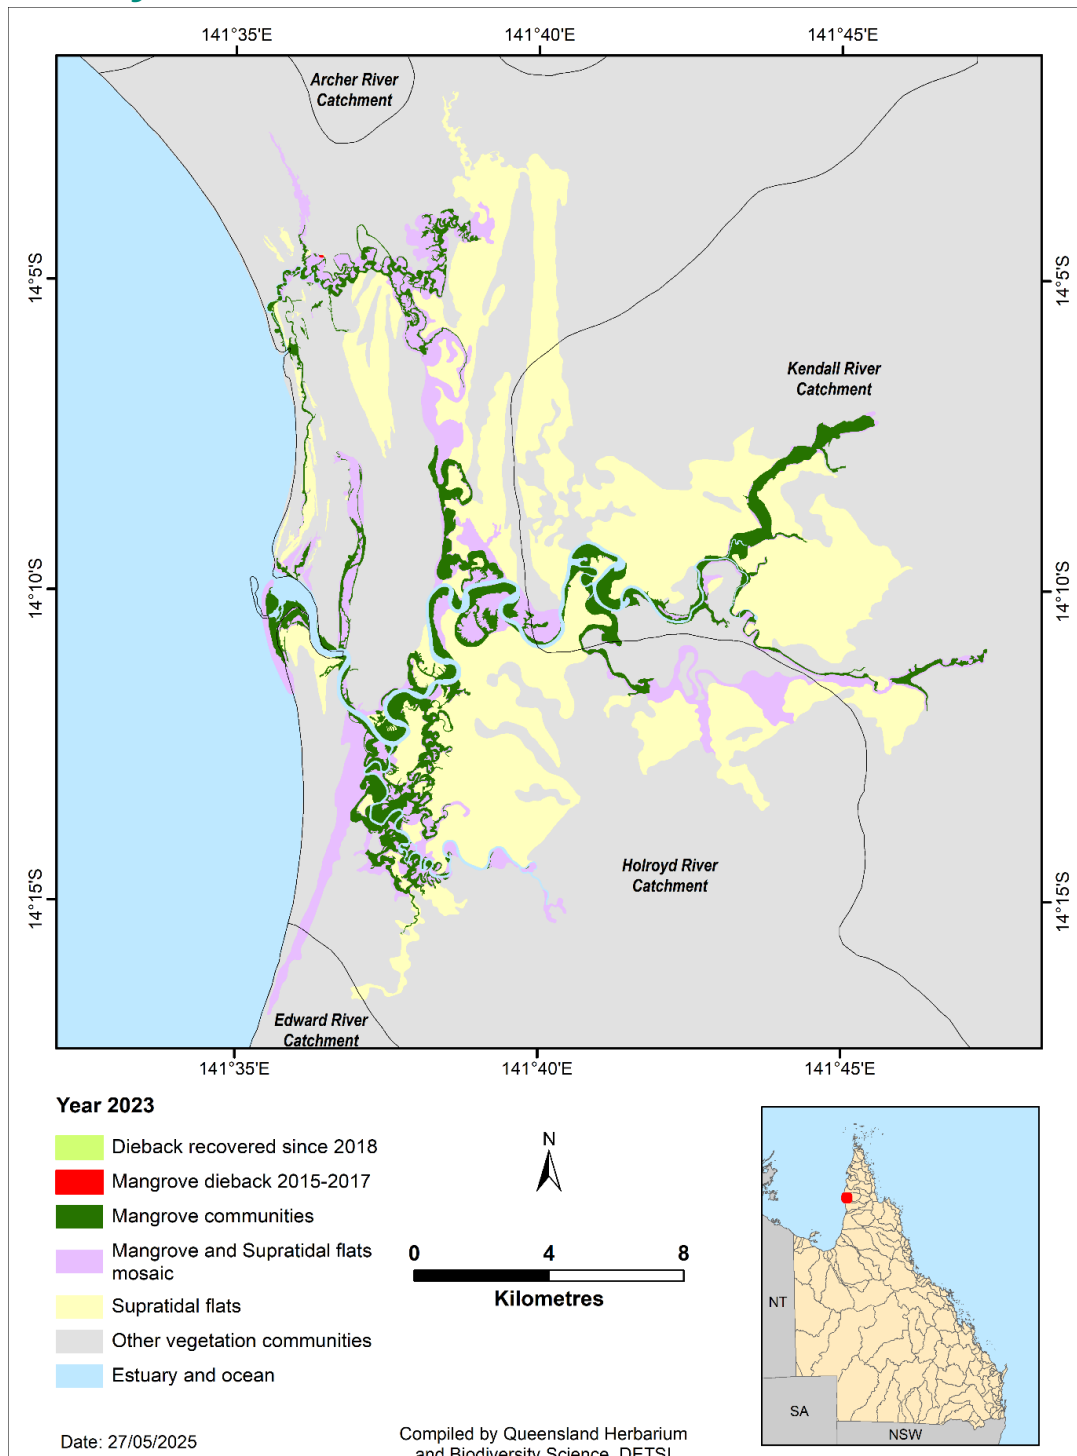 141°35'E
141°40'E
141°45'E
Archer River
Catchment
14°5'S
14°5'S
Kendall River
Catchment
14°10'S
14°10'S
Holroyd River
Catchment
14°15'S
14°15'S
Edward River
Catchment
141°35'E
141°40'E
141°45'E
Year 2023
Dieback recovered since 2018
Mangrove dieback 2015-2017
Mangrove communities
Mangrove and Supratidal flats
mosaic
Supratidal flats
Other vegetation communities
Estuary and ocean
N
0 4 8
Kilometres
NT
SA
NSW
Date: 27/05/2025
Compiled by Queensland Herbarium
and Biodiversity Science, DETSI